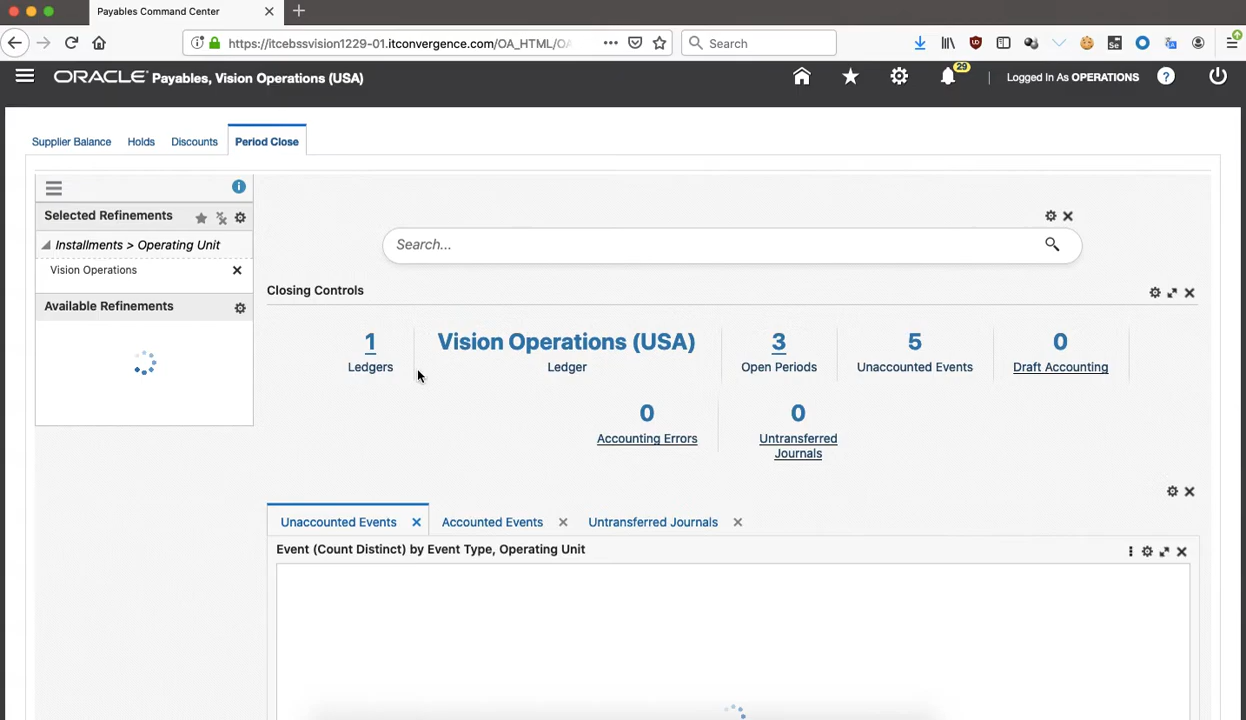 Payables Command Center
https://itcebssvision1229-01.itconvergence.com/OA_HTML/OA
Search
ORACLE Payables, Vision Operations (USA)
29
Logged In As OPERATIONS
?
Supplier Balance
Holds
Discounts
Period Close
Selected Refinements
Installments > Operating Unit
Vision Operations
Available Refinements
Search...
Closing Controls
1
Ledgers
Vision Operations (USA)
Ledger
3
Open Periods
5
Unaccounted Events
0
Draft Accounting
0
Accounting Errors
0
Untransferred
Journals
Unaccounted Events
Accounted Events
Untransferred Journals
Event (Count Distinct) by Event Type, Operating Unit